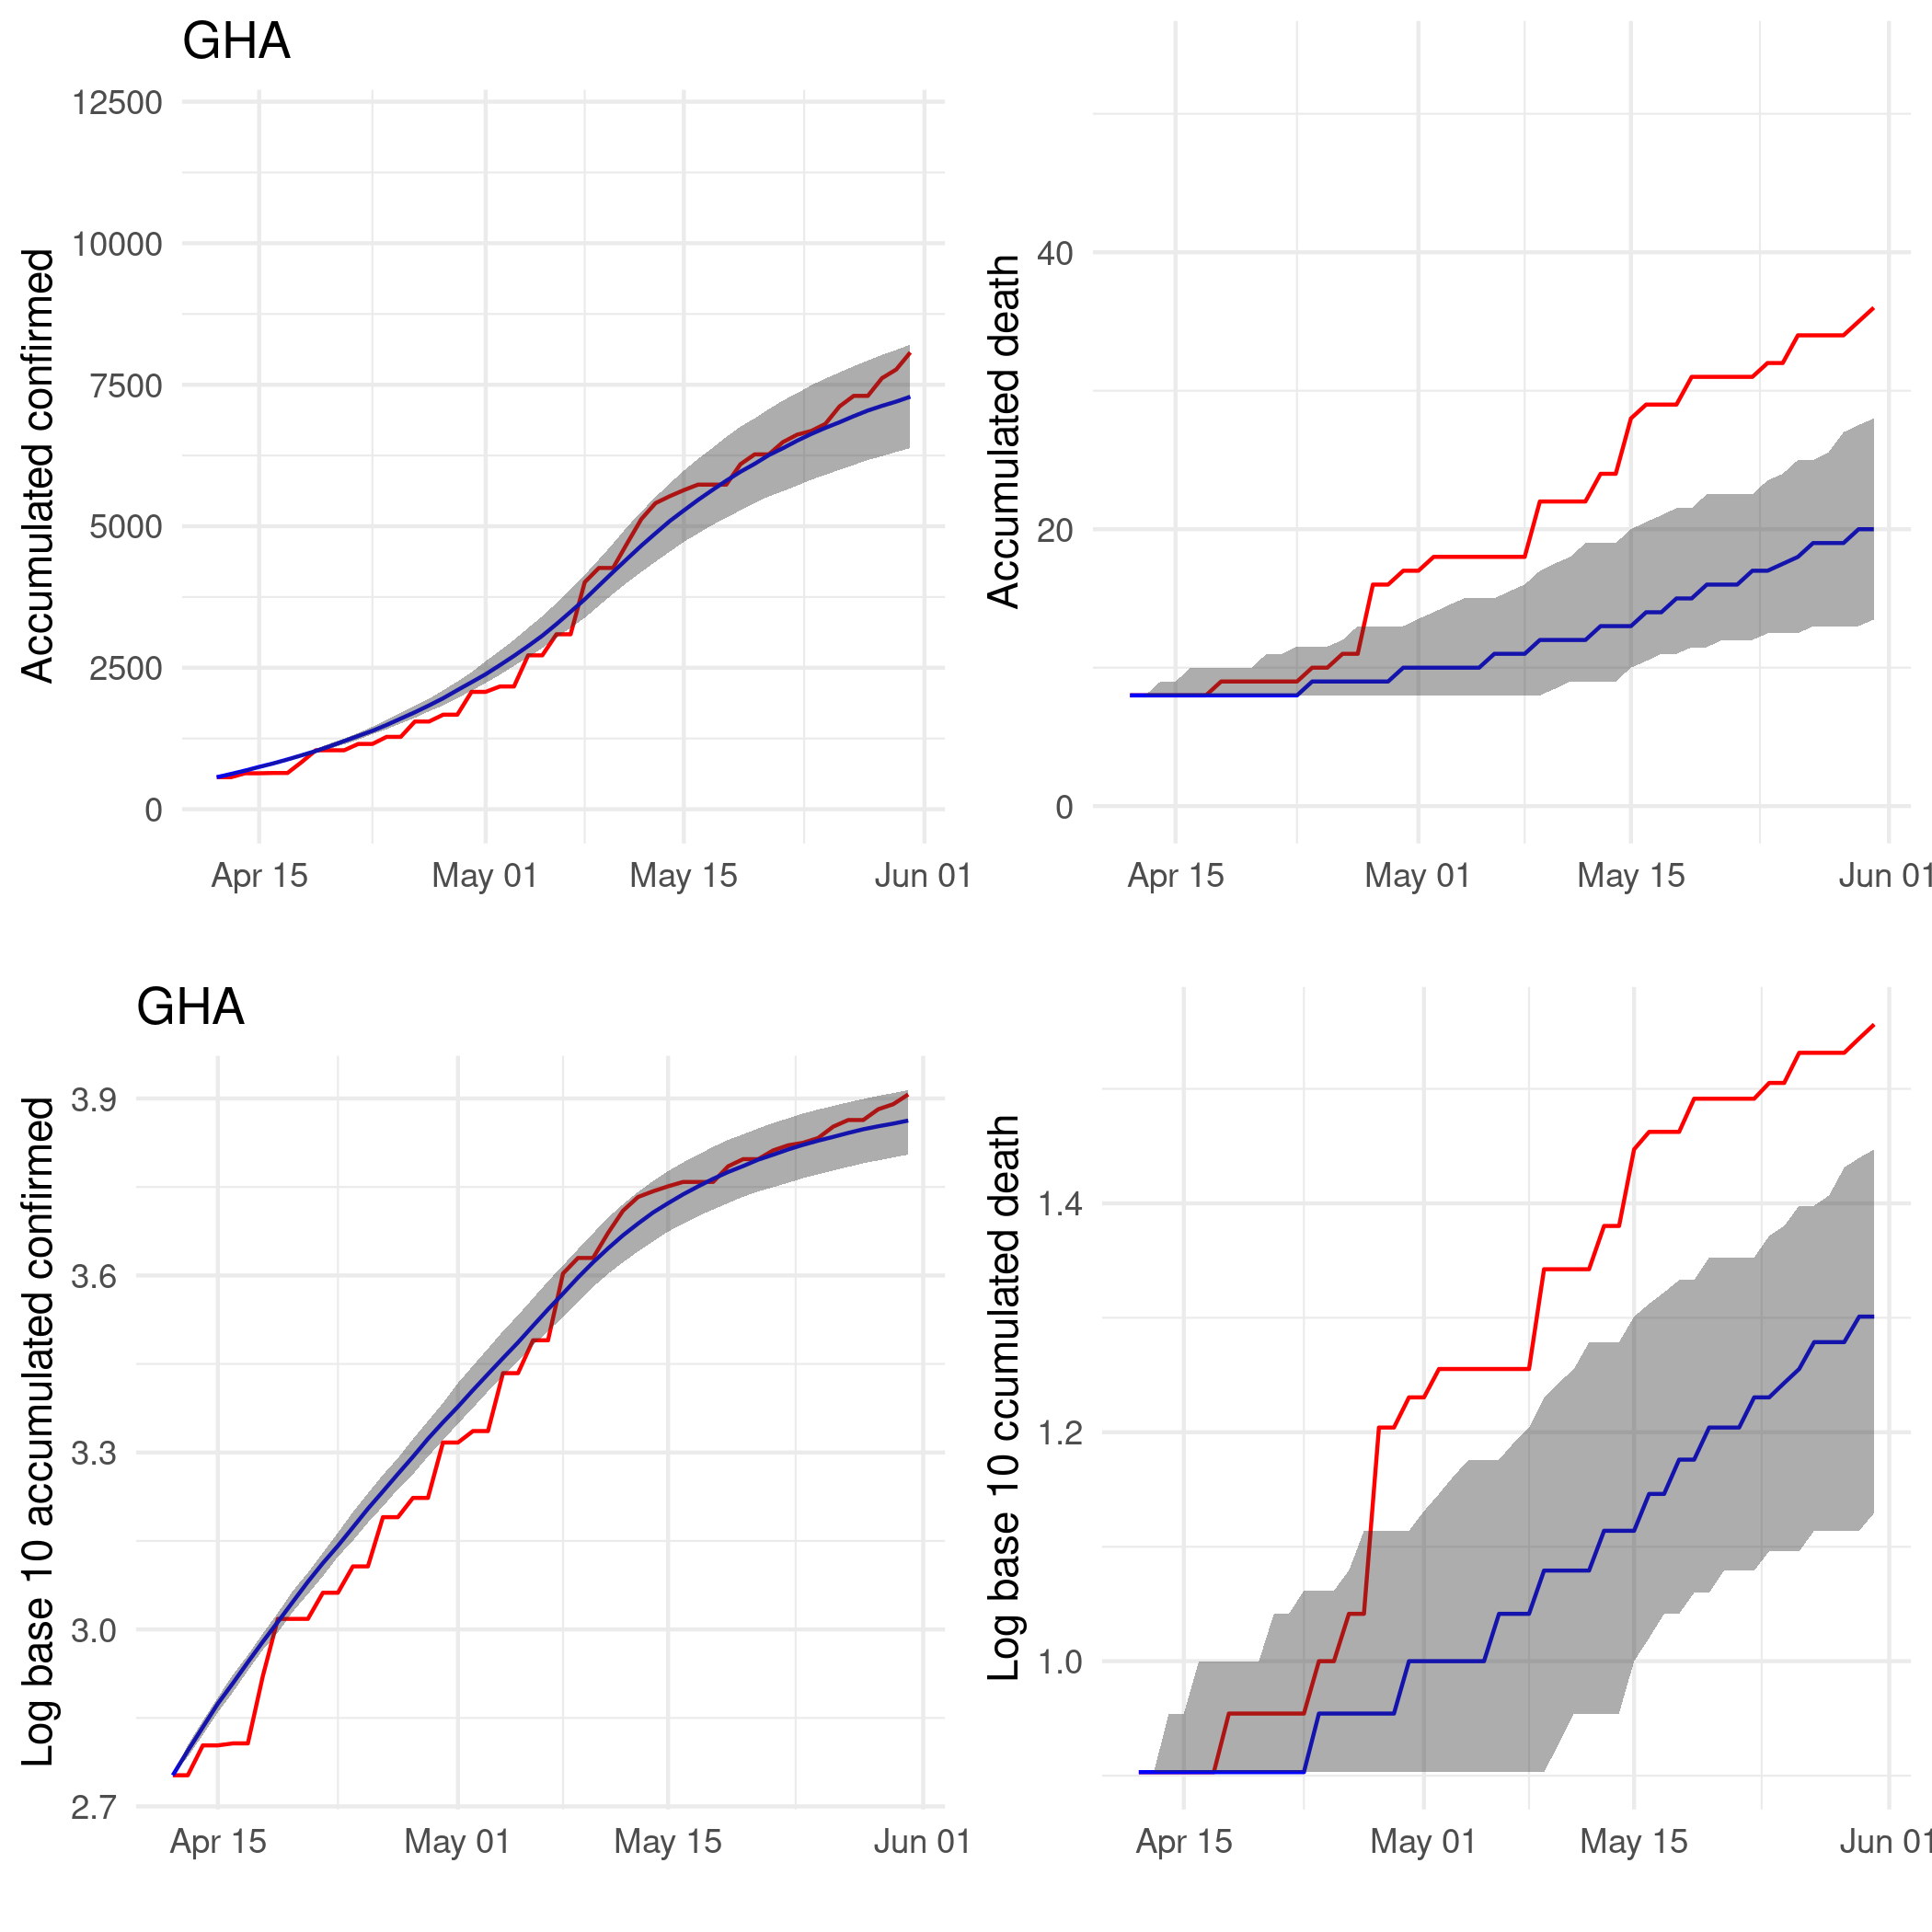 GHA
Accumulated confirmed
12500
10000
7500
5000
2500
0
Apr 15
May 01
May 15
Jun 01
Accumulated death
40
20
0
Apr 15
May 01
May 15
Jun 01
GHA
Log base 10 accumulated confirmed
3.9
3.6
3.3
3.0
2.7
Apr 15
May 01
May 15
Jun 01
Log base 10 ccumulated death
1.4
1.2
1.0
Apr 15
May 01
May 15
Jun 01